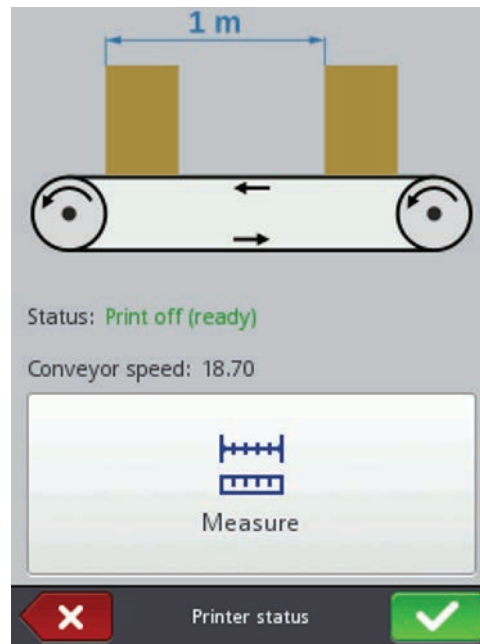 1 m
Status: Print off (ready)
Conveyor speed: 18.70
Measure
Printer status